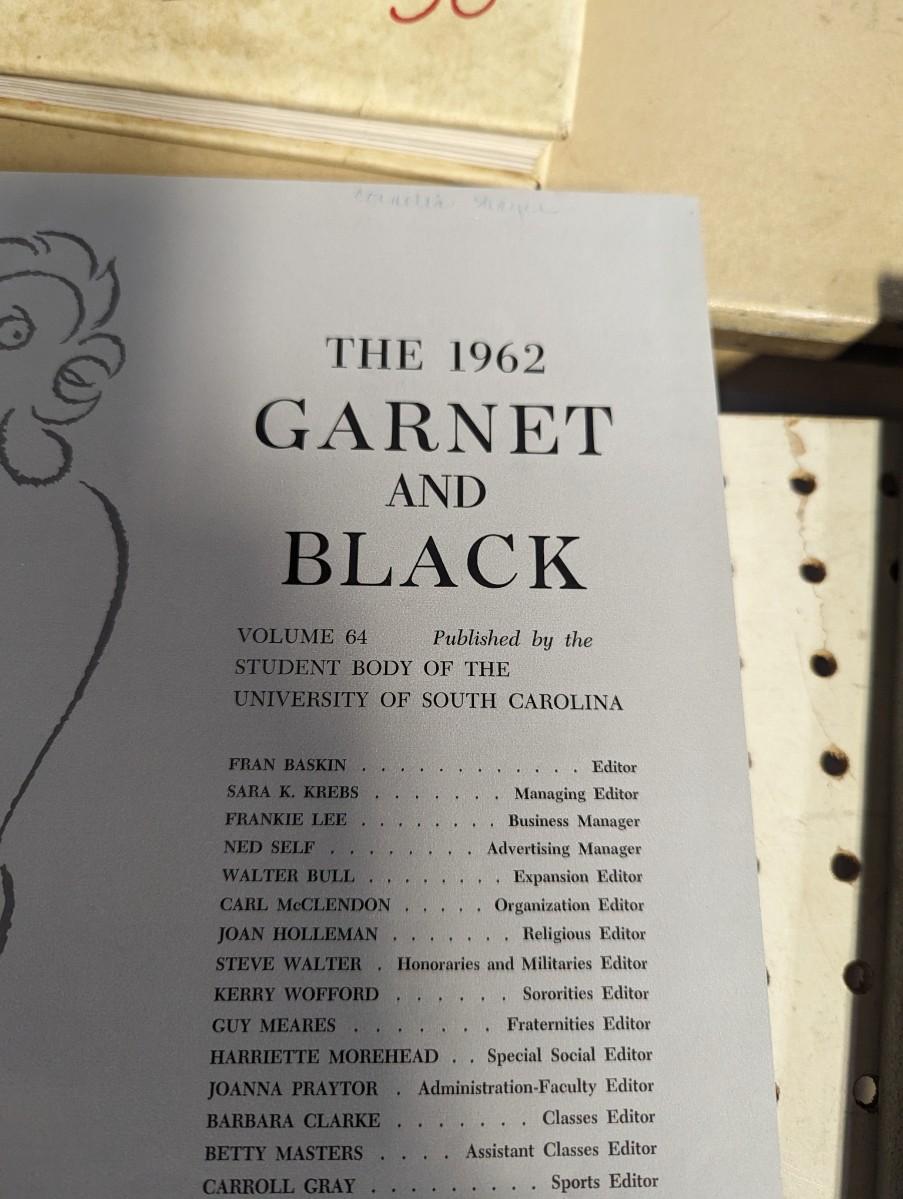 THE 1962
GARNET
AND
BLACK
VOLUME 64 Published by the
STUDENT BODY OF THE
UNIVERSITY OF SOUTH CAROLINA
FRAN BASKIN . . . . . . . . . . . . Editor
SARA K. KREBS . . . . . . . Managing Editor
FRANKIE LEE . . . . . . . . Business Manager
NED SELF . . . . . . . . Advertising Manager
WALTER BULL . . . . . . . Expansion Editor
CARL McCLENDON . . . . . Organization Editor
JOAN HOLLEMAN . . . . . . . Religious Editor
STEVE WALTER . Honoraries and Militaries Editor
KERRY WOFFORD . . . . . . Sororities Editor
GUY MEARES . . . . . . . Fraternities Editor
HARRIETTE MOREHEAD . . Special Social Editor
JOANNA PRAYTOR . Administration-Faculty Editor
BARBARA CLARKE . . . . . . . Classes Editor
BETTY MASTERS . . . . Assistant Classes Editor
CARROLL GRAY . . . . . . . . . Sports Editor